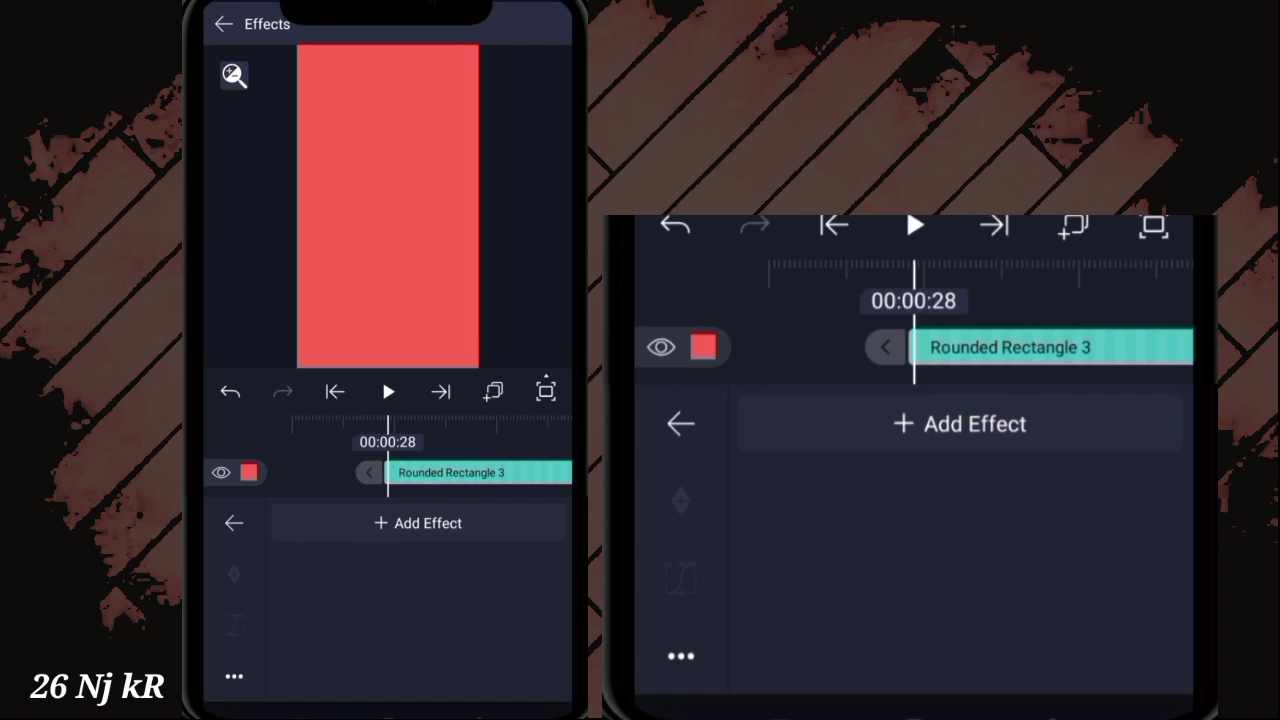 Effects
00:00:28
Rounded Rectangle 3
+ Add Effect
00:00:28
Rounded Rectangle 3
+ Add Effect
26 Nj kR